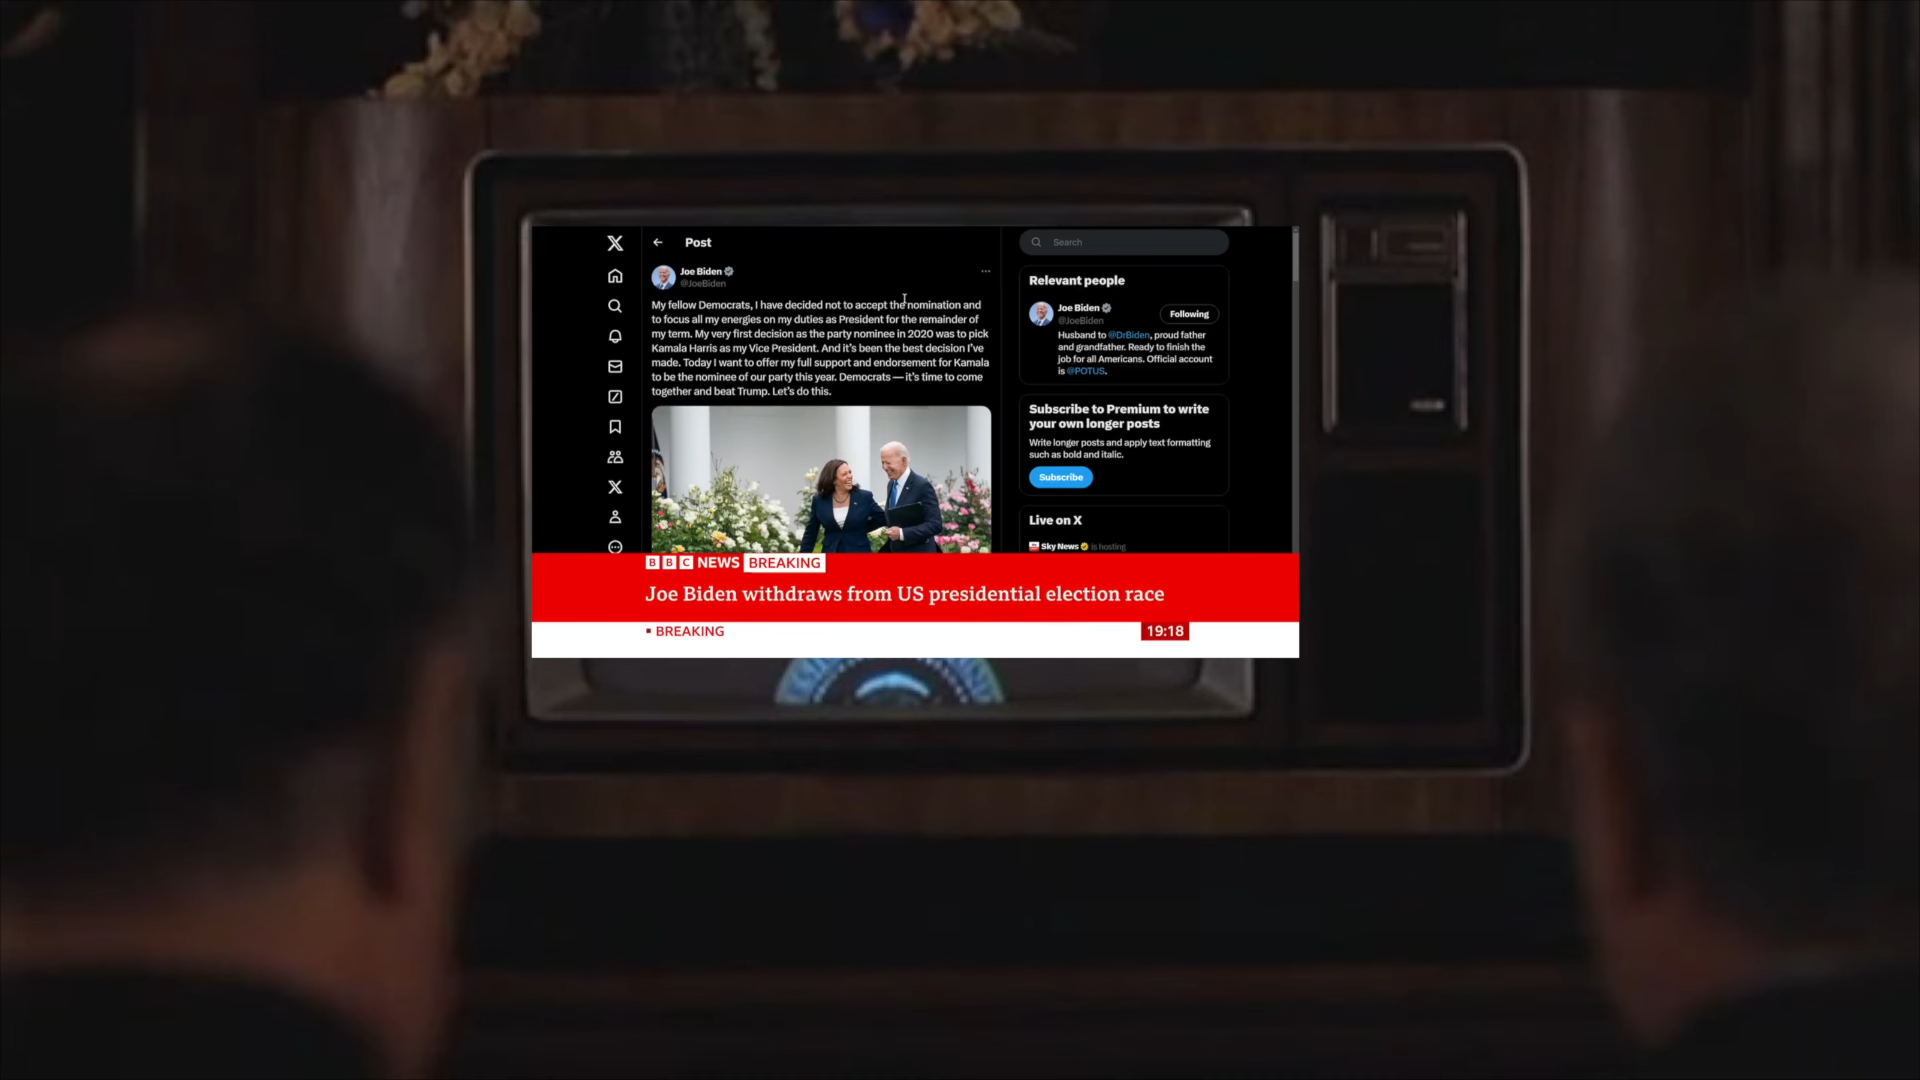 Post
Search
Joe Biden
@JoeBiden
My fellow Democrats, I have decided not to accept the nomination and
to focus all my energies on my duties as President for the remainder of
my term. My very first decision as the party nominee in 2020 was to pick
Kamala Harris as my Vice President. And it's been the best decision I've
made. Today I want to offer my full support and endorsement for Kamala
to be the nominee of our party this year. Democrats — it's time to come
together and beat Trump. Let's do this.
Relevant people
Joe Biden
@JoeBiden
Following
Husband to @DrBiden, proud father
and grandfather. Ready to finish the
job for all Americans. Official account
is @POTUS.
Subscribe to Premium to write
your own longer posts
Write longer posts and apply text formatting
such as bold and italic.
Subscribe
Live on X
Sky News is hosting
BBC NEWS BREAKING
Joe Biden withdraws from US presidential election race
BREAKING
19:18